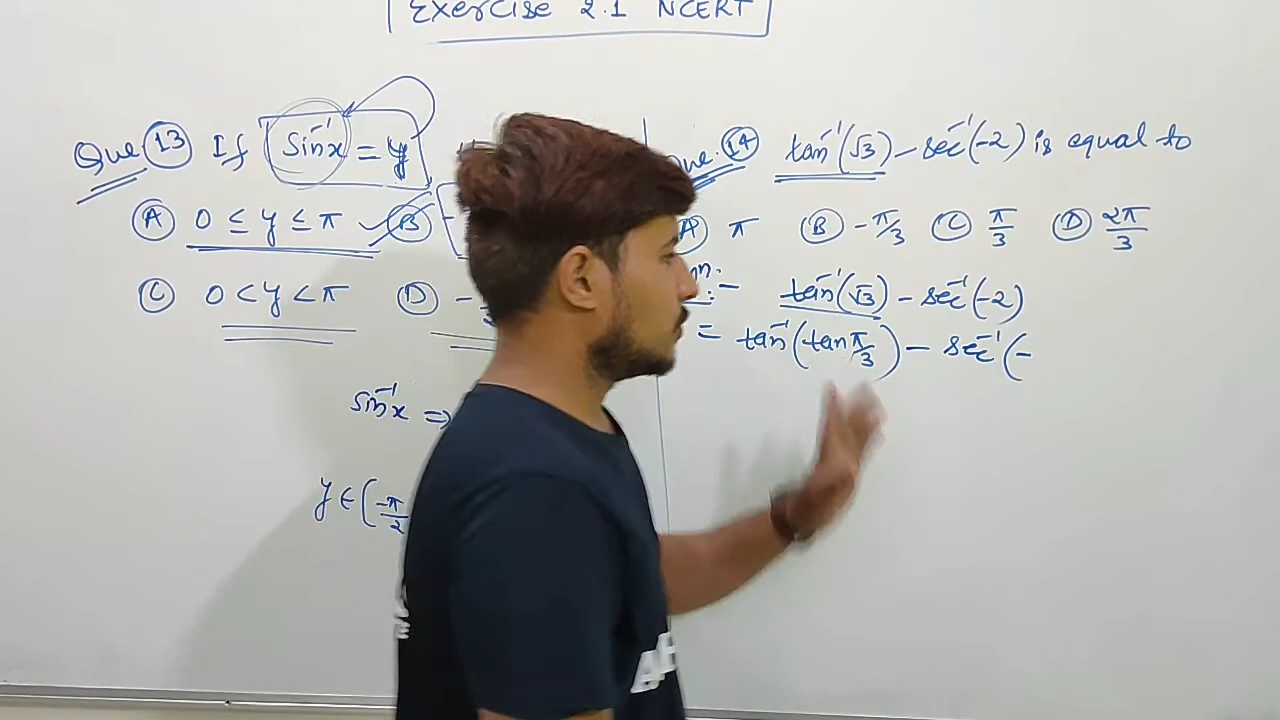 Exercise 2.1 NCERT
Que 13 If sin⁻¹x = y
A 0 ≤ y ≤ π B
C 0 < y < π D -
sin⁻¹x ⇒
y ∈ [-π/2
Que. 14 tan⁻¹(√3) - sec⁻¹(-2) is equal to
A π B -π/3 C π/3 D 2π/3
:- tan⁻¹(√3) - sec⁻¹(-2)
= tan⁻¹(tan π/3) - sec⁻¹(-